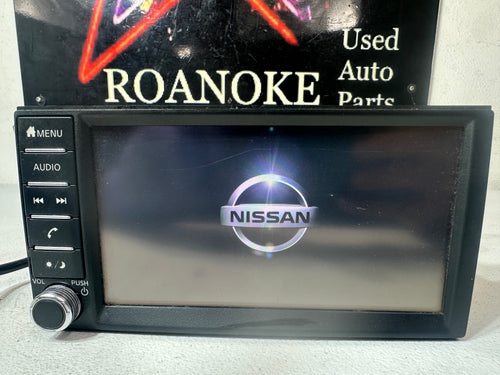 Used
ROANOKE Auto
Parts
MENU
AUDIO
NISSAN
VOL PUSH